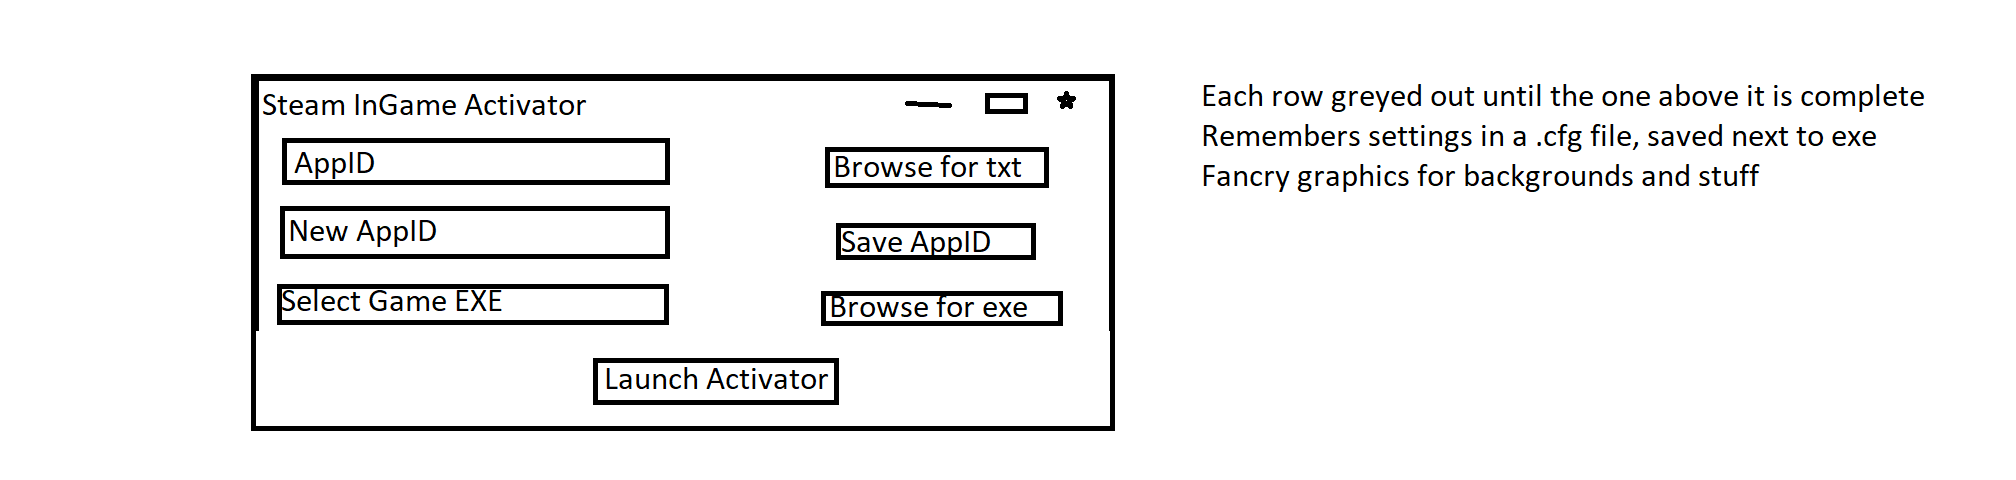 Steam InGame Activator
AppID
Browse for txt
New AppID
Save AppID
Select Game EXE
Browse for exe
Launch Activator
Each row greyed out until the one above it is complete
Remembers settings in a .cfg file, saved next to exe
Fancry graphics for backgrounds and stuff